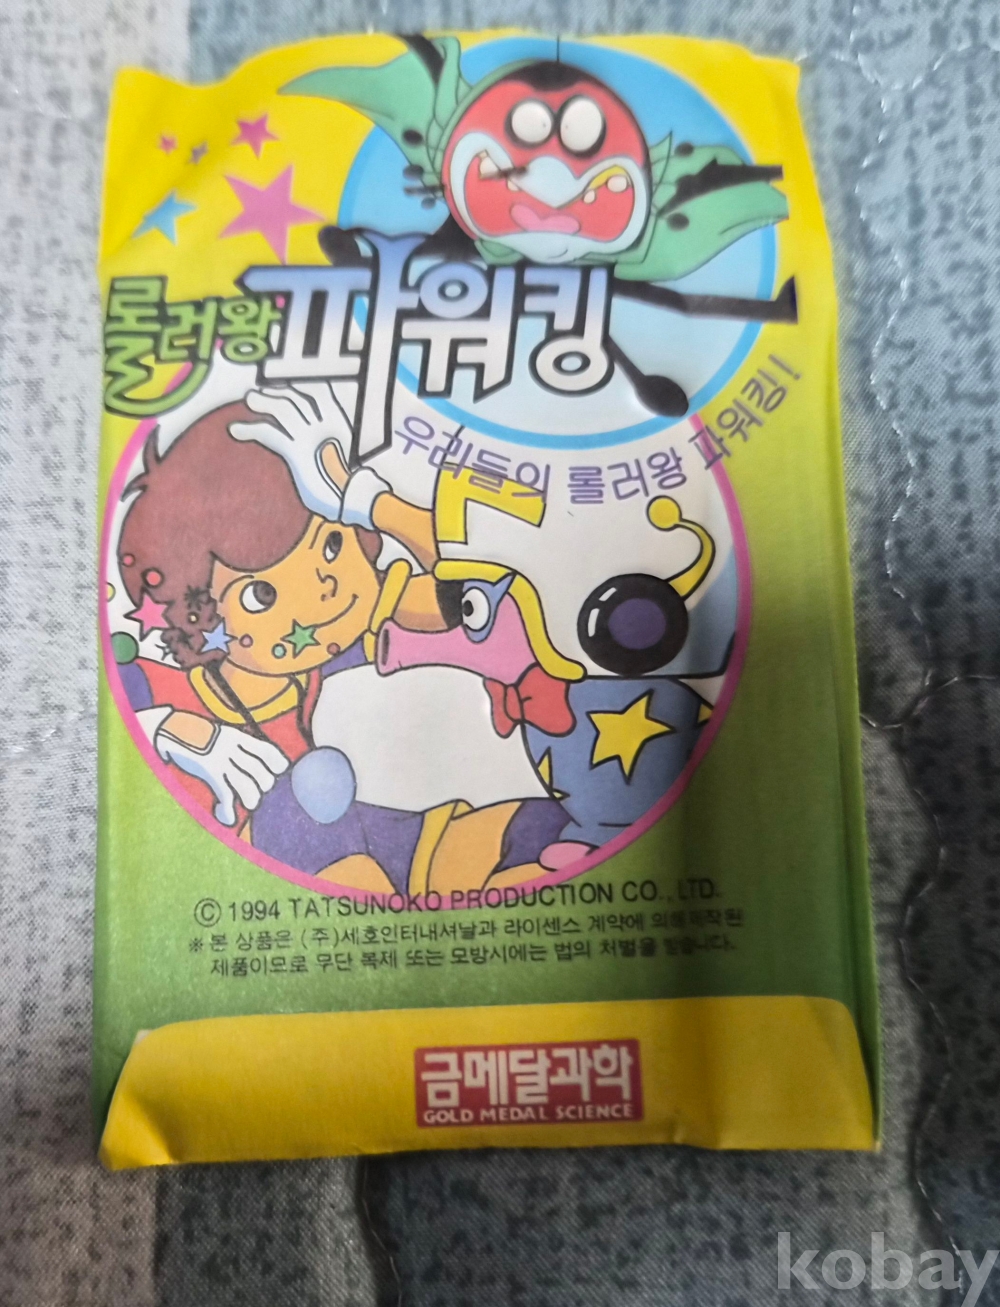 롤러왕 파워킹
우리들의 롤러왕 파워킹!
© 1994 TATSUNOKO PRODUCTION CO., LTD.
※ 본 상품은 (주)세호인터내셔날과 라이센스 계약에 의해 제작된
제품이므로 무단 복제 또는 모방시에는 법의 처벌을 받습니다.
금메달과학
GOLD MEDAL SCIENCE
kobay